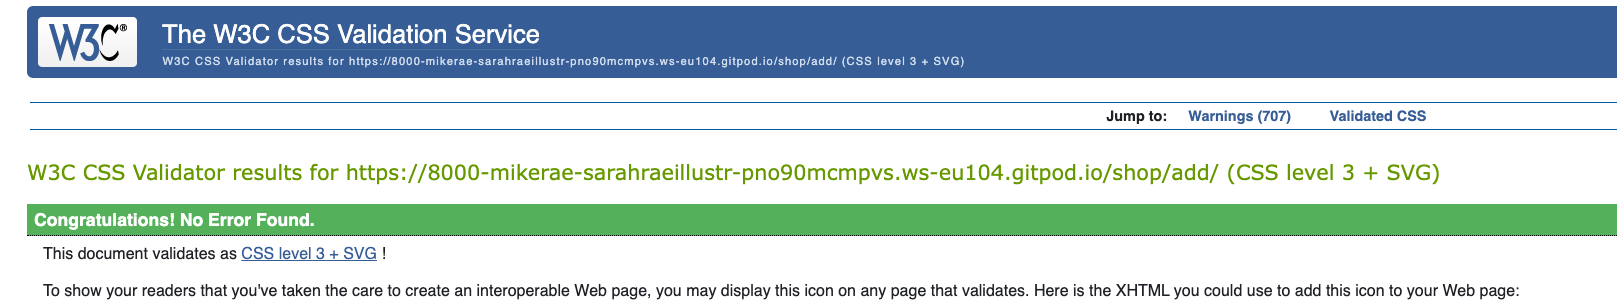 W3C®
The W3C CSS Validation Service
W3C CSS Validator results for https://8000-mikerae-sarahraeillustr-pno90mcmpvs.ws-eu104.gitpod.io/shop/add/ (CSS level 3 + SVG)
Jump to: Warnings (707) Validated CSS
W3C CSS Validator results for https://8000-mikerae-sarahraeillustr-pno90mcmpvs.ws-eu104.gitpod.io/shop/add/ (CSS level 3 + SVG)
Congratulations! No Error Found.
This document validates as CSS level 3 + SVG !
To show your readers that you've taken the care to create an interoperable Web page, you may display this icon on any page that validates. Here is the XHTML you could use to add this icon to your Web page: